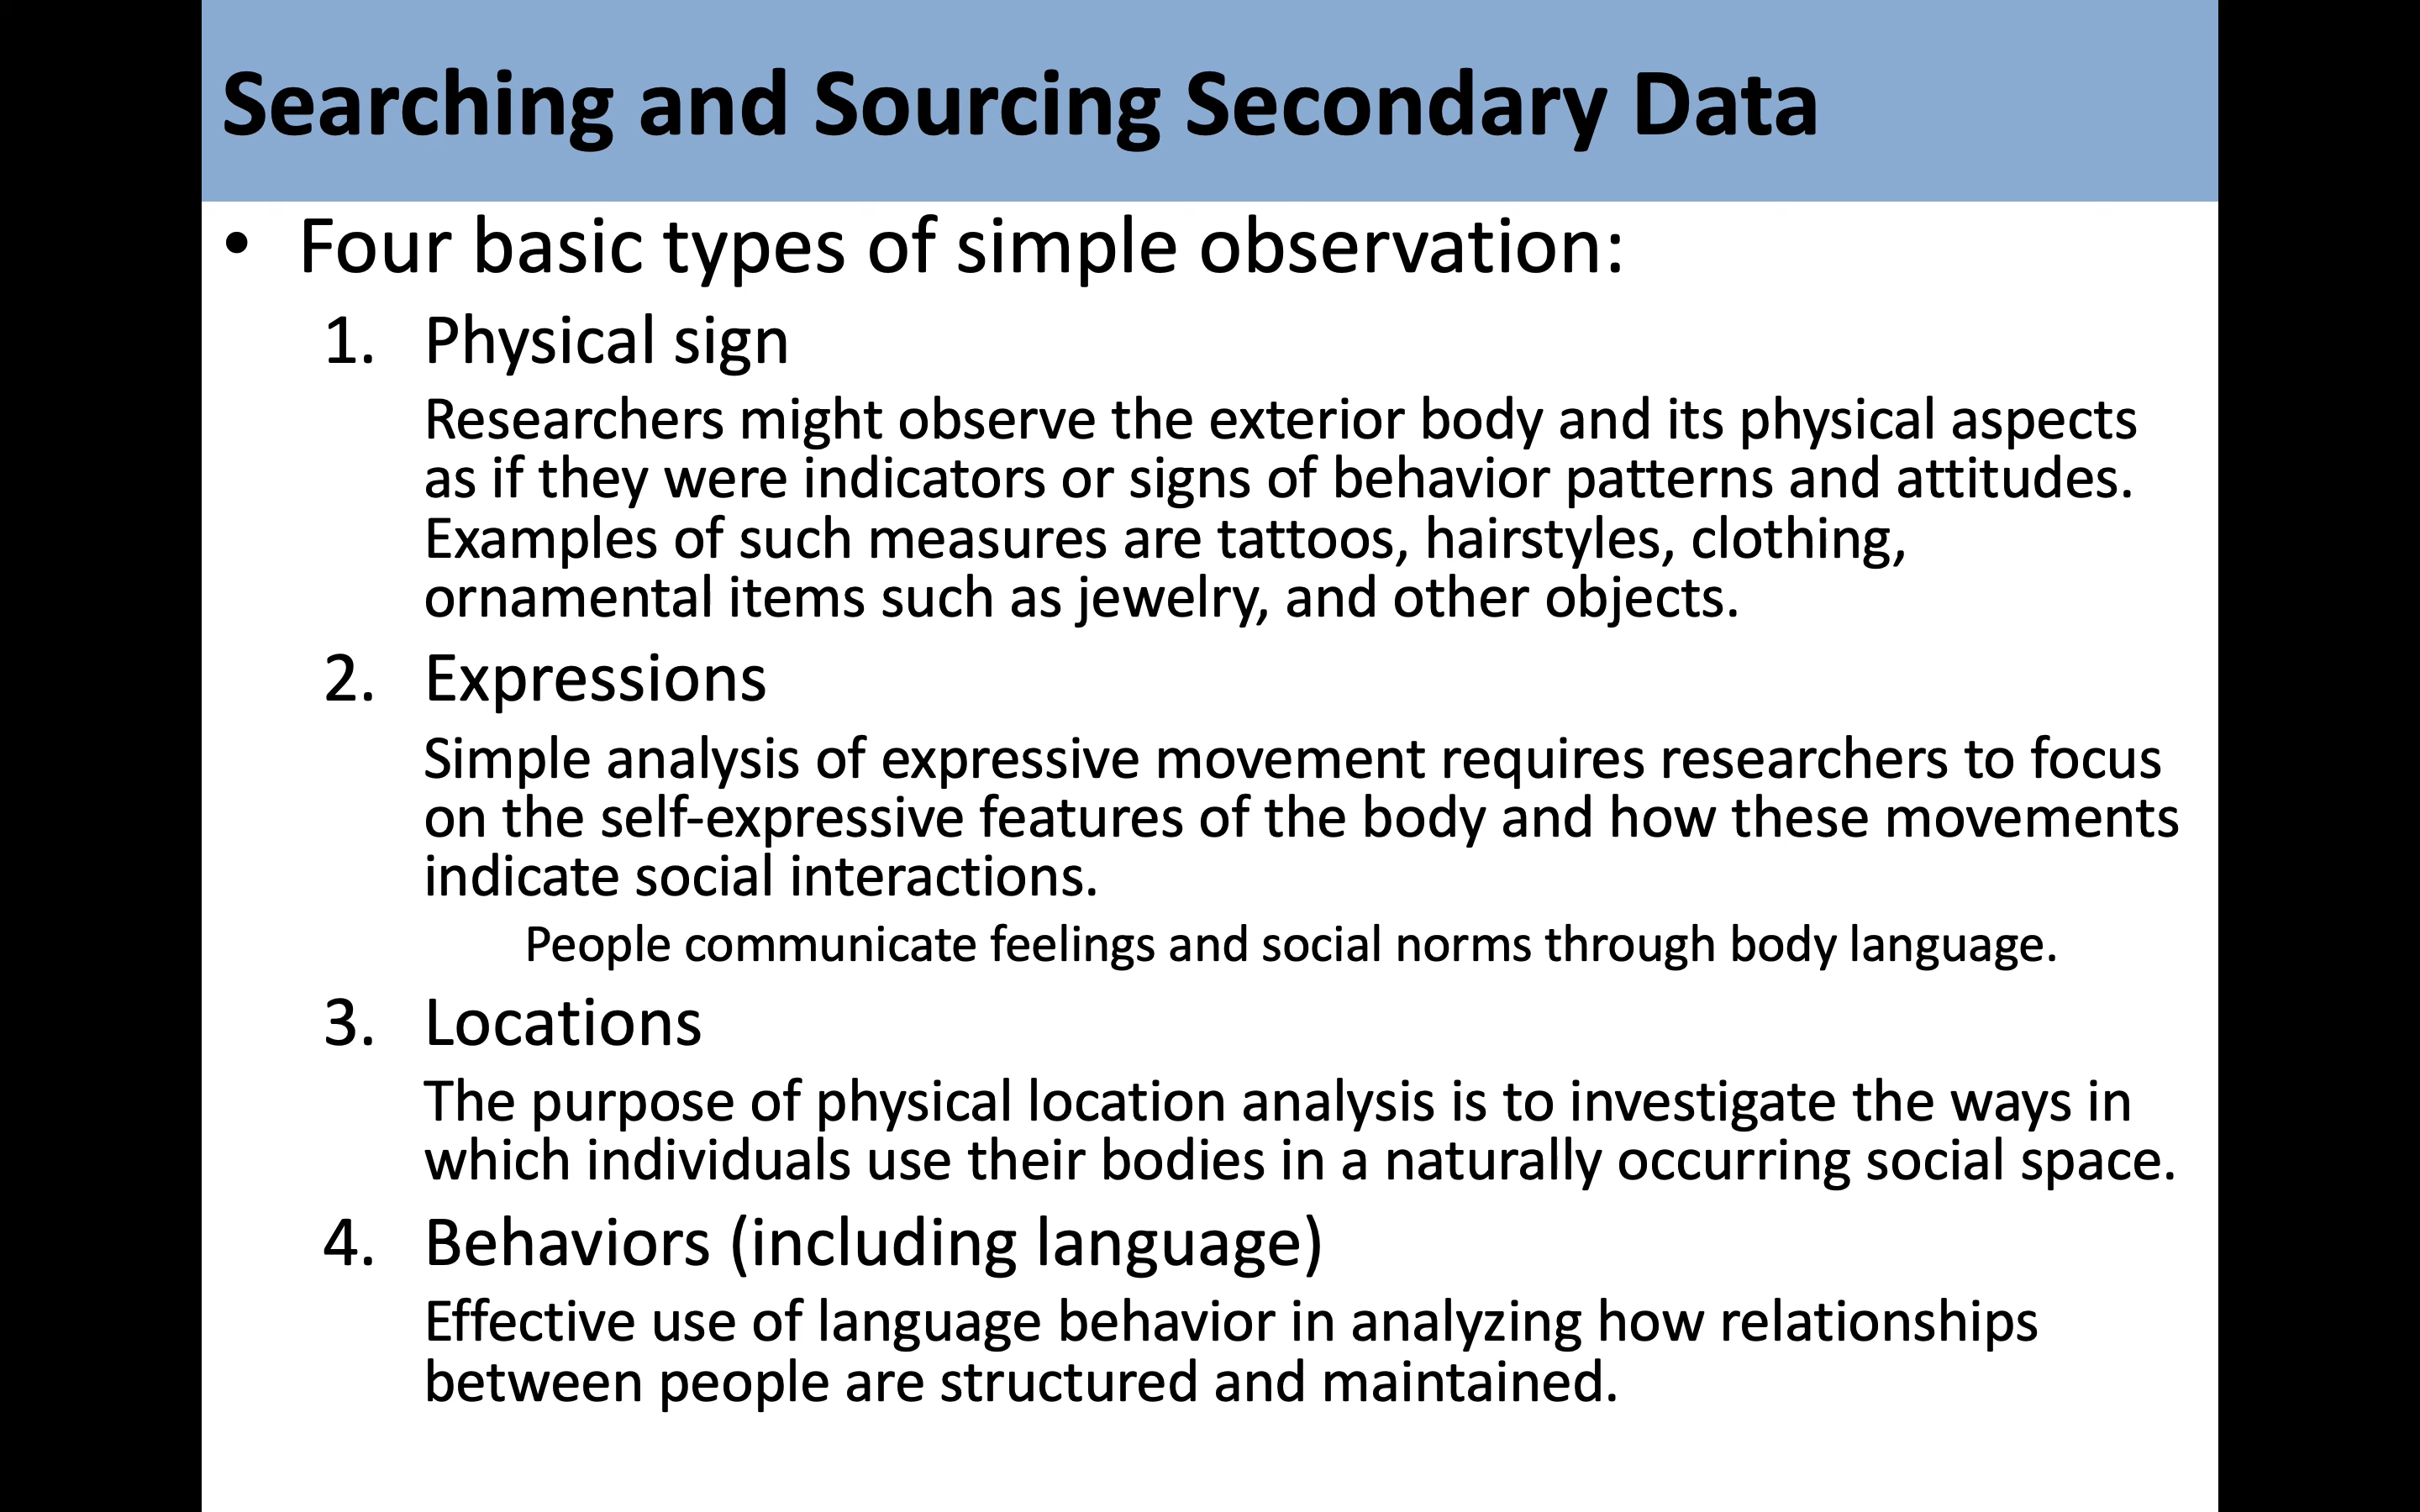 Searching and Sourcing Secondary Data
• Four basic types of simple observation:
1. Physical sign
Researchers might observe the exterior body and its physical aspects
as if they were indicators or signs of behavior patterns and attitudes.
Examples of such measures are tattoos, hairstyles, clothing,
ornamental items such as jewelry, and other objects.
2. Expressions
Simple analysis of expressive movement requires researchers to focus
on the self-expressive features of the body and how these movements
indicate social interactions.
People communicate feelings and social norms through body language.
3. Locations
The purpose of physical location analysis is to investigate the ways in
which individuals use their bodies in a naturally occurring social space.
4. Behaviors (including language)
Effective use of language behavior in analyzing how relationships
between people are structured and maintained.